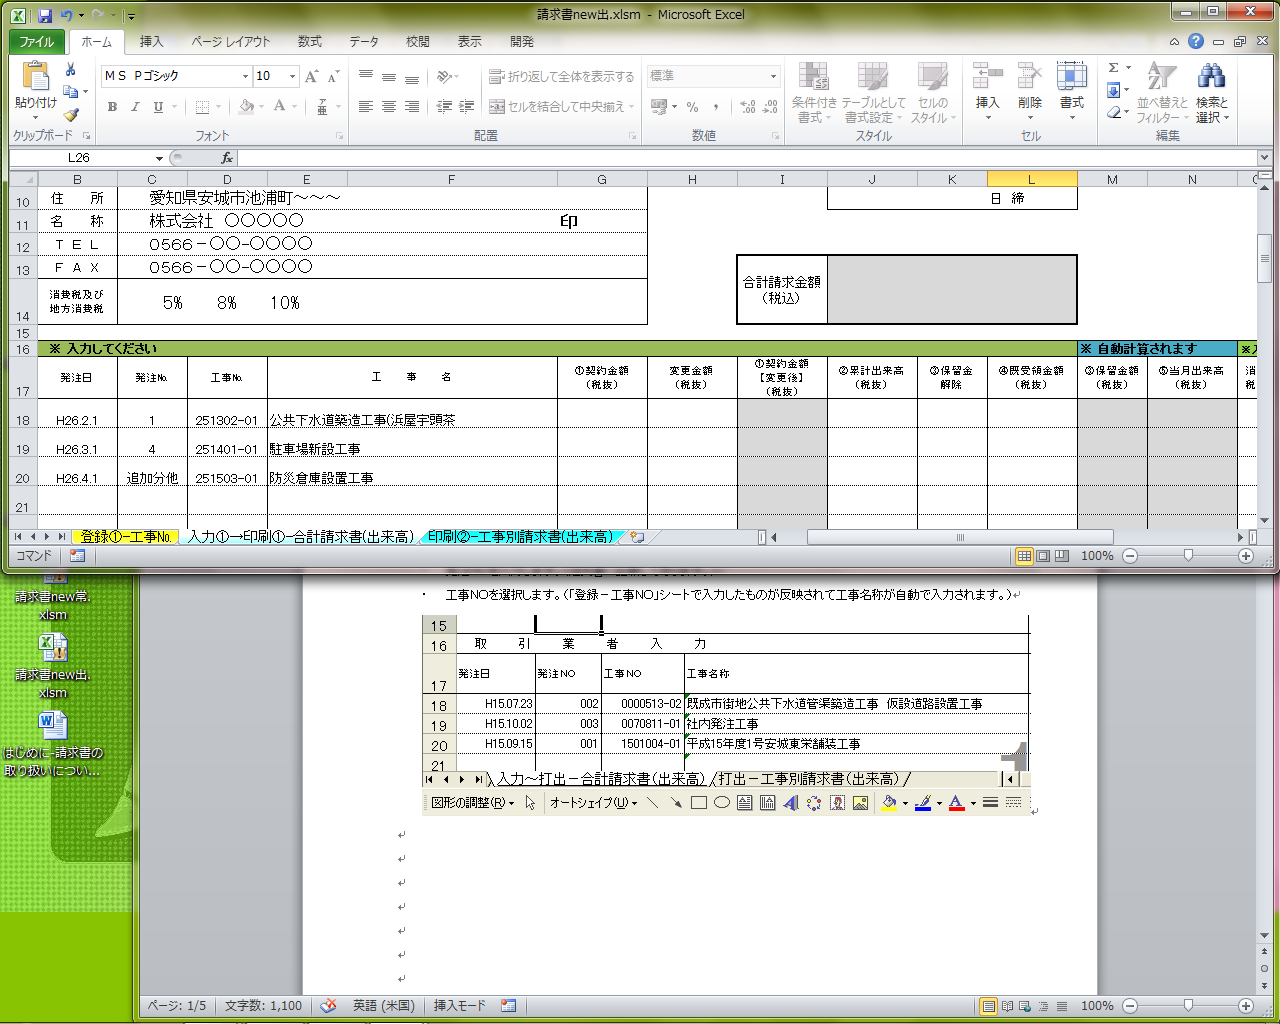 請求書new出.xlsm - Microsoft Excel
ファイル ホーム 挿入 ページ レイアウト 数式 データ 校閲 表示 開発
ＭＳ Ｐゴシック 10
折り返して全体を表示する
標準
貼り付け
セルを結合して中央揃え
条件付き書式 テーブルとして書式設定 セルのスタイル
挿入 削除 書式
並べ替えとフィルター 検索と選択
クリップボード フォント 配置 数値 スタイル セル 編集
L26 fx
B C D E F G H I J K L M N
10 住 所 愛知県安城市池浦町～～～ 日 締
11 名 称 株式会社 ○○○○○ 印
12 ＴＥＬ 0566－○○-○○○○
13 ＦＡＸ 0566－○○-○○○○
合計請求金額
（税込）
14 消費税及び
地方消費税
5% 8% 10%
15
16 ※ 入力してください ※ 自動計算されます
17 発注日 発注No. 工事No. 工 事 名 ①契約金額（税抜） 変更金額（税抜） ①契約金額【変更後】（税抜） ②累計出来高（税抜） ③保留金解除 ④既受領金額（税抜） ③保留金額（税抜） ⑤当月出来高（税抜）
18 H26.2.1 1 251302-01 公共下水道築造工事(浜屋宇頭茶
19 H26.3.1 4 251401-01 駐車場新設工事
20 H26.4.1 追加分他 251503-01 防災倉庫設置工事
21
登録①-工事No. 入力①→印刷①-合計請求書(出来高) 印刷②-工事別請求書(出来高)
コマンド 100%
請求書new常.
xlsm
請求書new出.
xlsm
はじめに-請求書の
取り扱いについ...
・ 工事NOを選択します。(「登録－工事NO」シートで入力したものが反映されて工事名称が自動で入力されます。)
15
16 取 引 業 者 入 力
17 発注日 発注NO 工事NO 工事名称
18 H15.07.23 002 0000513-02 既成市街地公共下水道管渠築造工事 仮設道路設置工事
19 H15.10.02 003 0070811-01 社内発注工事
20 H15.09.15 001 1501004-01 平成15年度1号安城東栄舗装工事
21
入力～打出－合計請求書(出来高) 打出－工事別請求書(出来高)
図形の調整(R) オートシェイプ(U)
ページ: 1/5 文字数: 1,100 英語 (米国) 挿入モード 100%